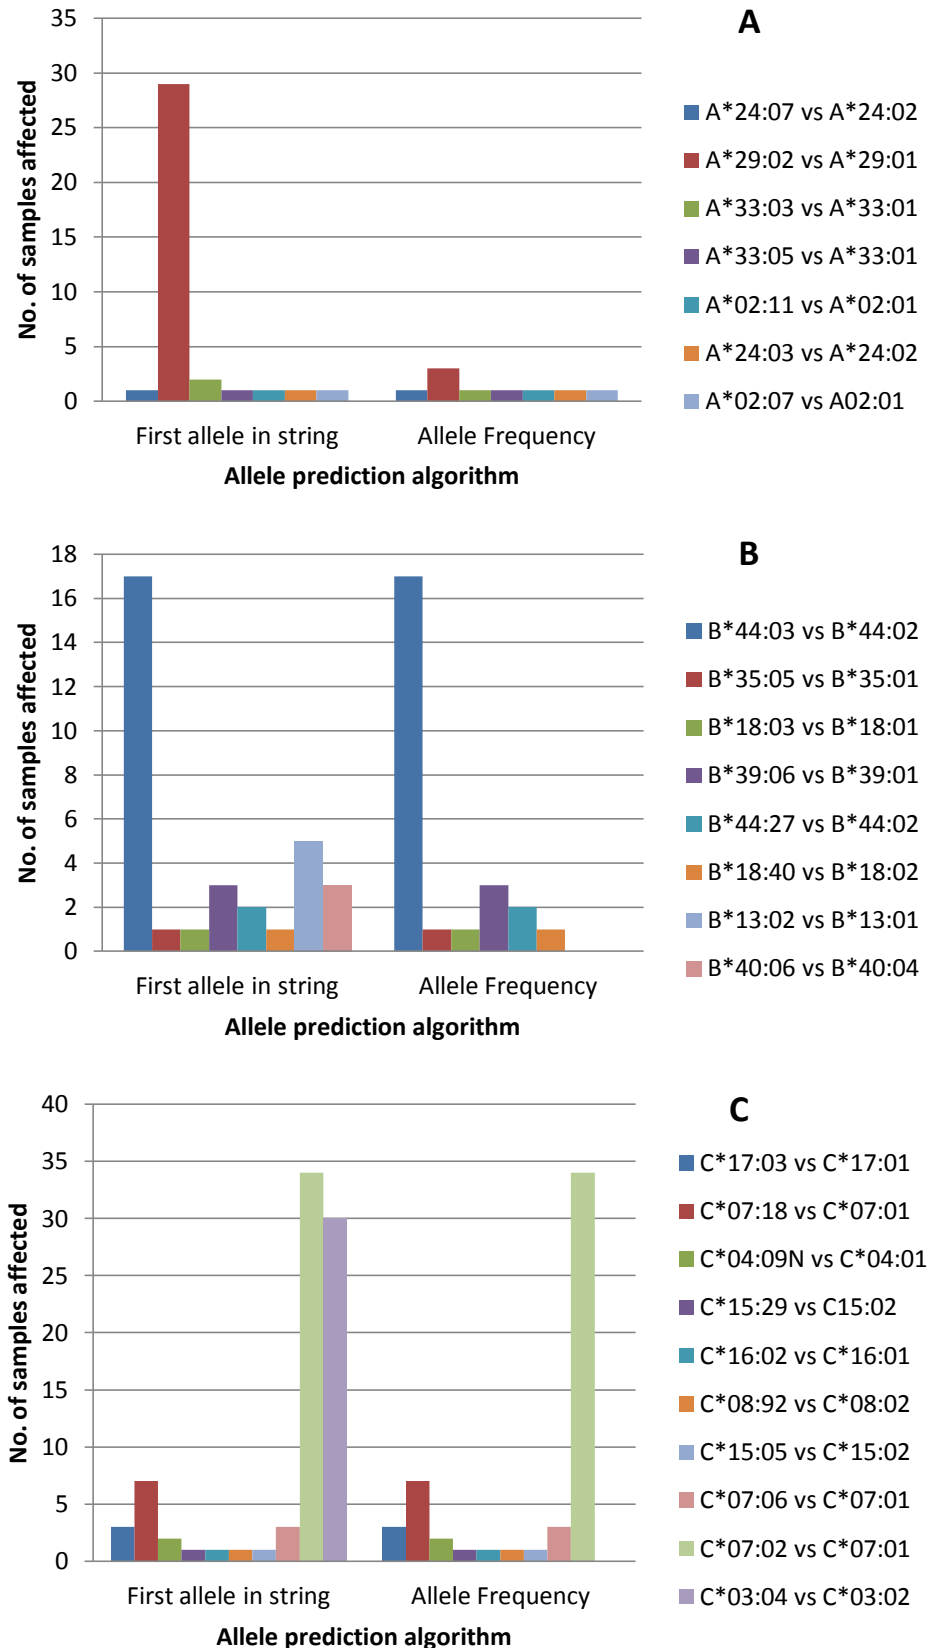 A
No. of samples affected
35
30
25
20
15
10
5
0
First allele in string
Allele Frequency
Allele prediction algorithm
A*24:07 vs A*24:02
A*29:02 vs A*29:01
A*33:03 vs A*33:01
A*33:05 vs A*33:01
A*02:11 vs A*02:01
A*24:03 vs A*24:02
A*02:07 vs A02:01
B
No. of samples affected
18
16
14
12
10
8
6
4
2
0
First allele in string
Allele Frequency
Allele prediction algorithm
B*44:03 vs B*44:02
B*35:05 vs B*35:01
B*18:03 vs B*18:01
B*39:06 vs B*39:01
B*44:27 vs B*44:02
B*18:40 vs B*18:02
B*13:02 vs B*13:01
B*40:06 vs B*40:04
C
No. of samples affected
40
35
30
25
20
15
10
5
0
First allele in string
Allele Frequency
Allele prediction algorithm
C*17:03 vs C*17:01
C*07:18 vs C*07:01
C*04:09N vs C*04:01
C*15:29 vs C15:02
C*16:02 vs C*16:01
C*08:92 vs C*08:02
C*15:05 vs C*15:02
C*07:06 vs C*07:01
C*07:02 vs C*07:01
C*03:04 vs C*03:02